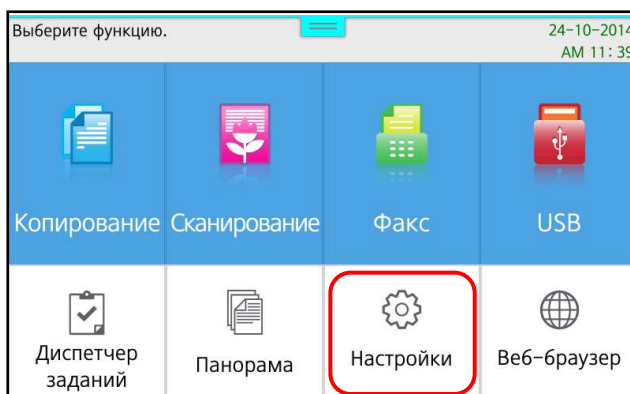 Выберите функцию.
24-10-2014
AM 11:39
Копирование Сканирование Факс USB
Диспетчер заданий
Панорама
Настройки
Веб-браузер